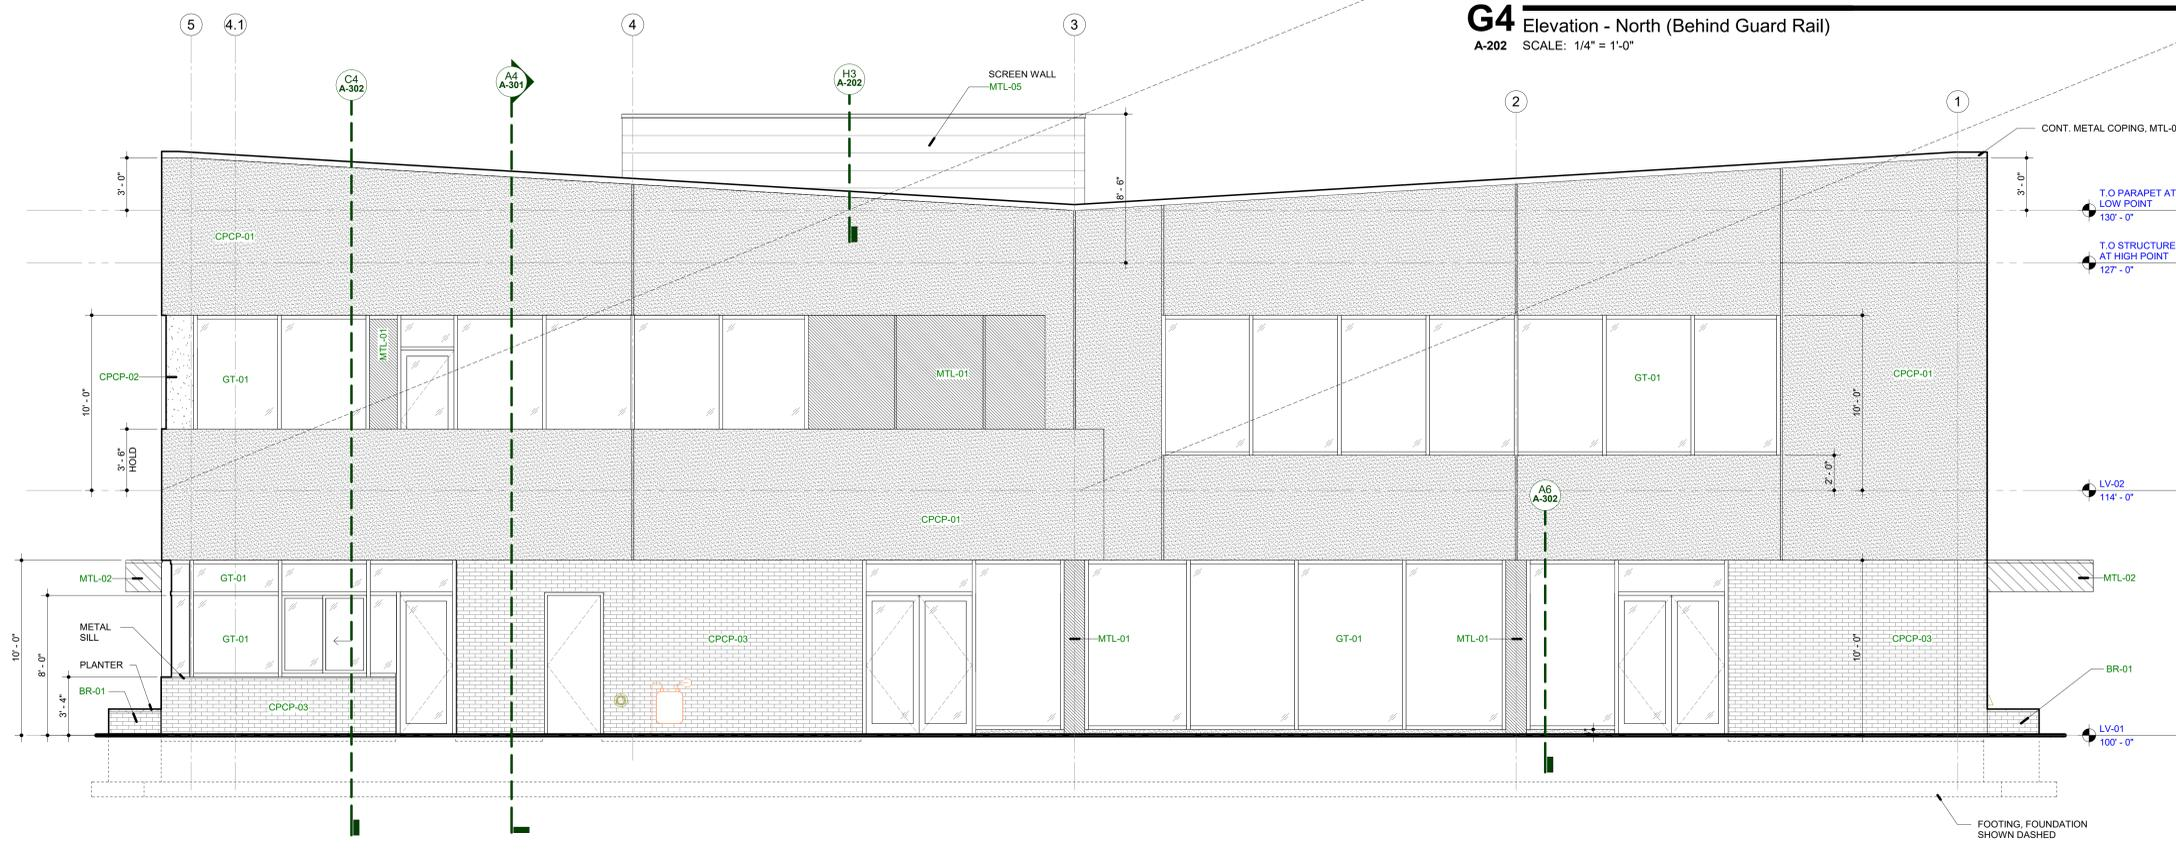 G4 Elevation - North (Behind Guard Rail)
A-202 SCALE: 1/4" = 1'-0"
5
4.1
4
3
2
1
C4
A-302
A4
A-301
H3
A-202
SCREEN WALL
MTL-05
CONT. METAL COPING, MTL-0
3' - 0"
8' - 6"
3' - 0"
T.O PARAPET AT
LOW POINT
130' - 0"
CPCP-01
T.O STRUCTURE
AT HIGH POINT
127' - 0"
MTL-01
CPCP-02
GT-01
MTL-01
GT-01
CPCP-01
10' - 0"
10' - 0"
3' - 6"
HOLD
2' - 0"
LV-02
114' - 0"
A6
A-302
CPCP-01
MTL-02
GT-01
MTL-02
METAL
SILL
GT-01
CPCP-03
MTL-01
GT-01
MTL-01
CPCP-03
10' - 0"
10' - 0"
8' - 0"
3' - 4"
PLANTER
BR-01
BR-01
CPCP-03
LV-01
100' - 0"
FOOTING, FOUNDATION
SHOWN DASHED